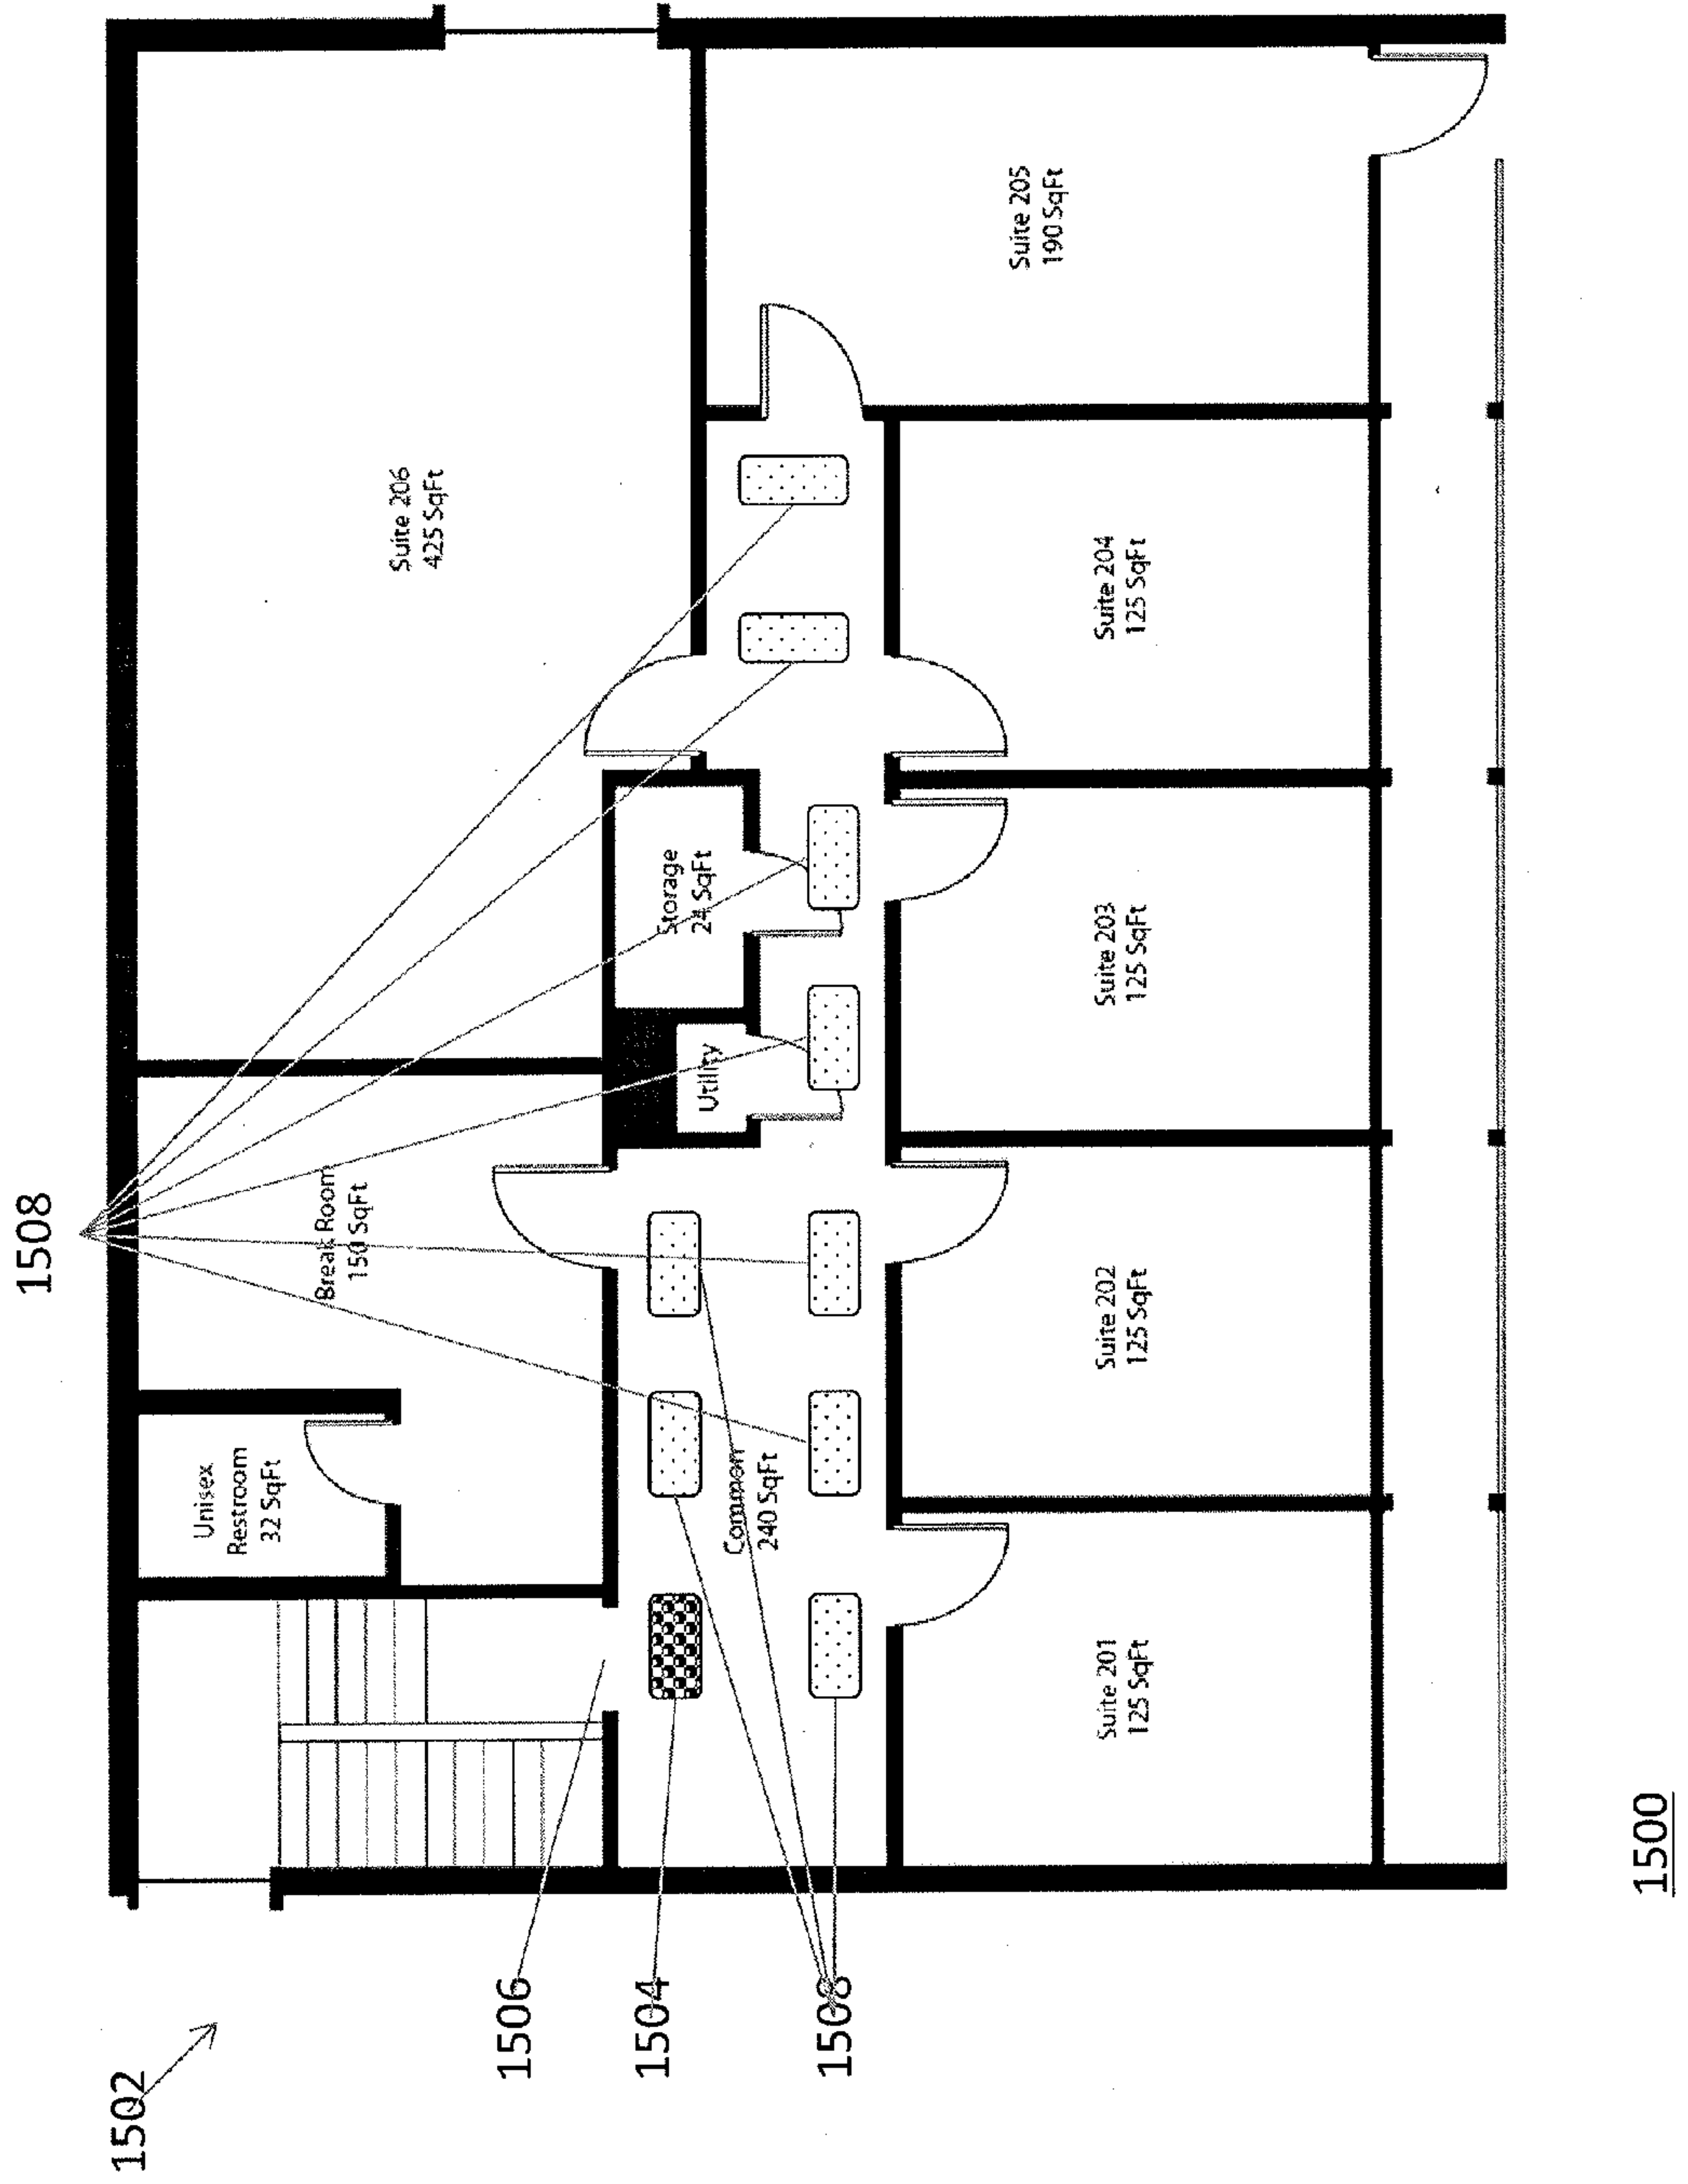 1508
1502
Unisex
Restroom
32 SqFt
Break Room
150 SqFt
Suite 206
425 SqFt
1506
1504
Storage
24 SqFt
Utility
Common
240 SqFt
1508
Suite 205
190 SqFt
Suite 201
125 SqFt
Suite 202
125 SqFt
Suite 203
125 SqFt
Suite 204
125 SqFt
1500